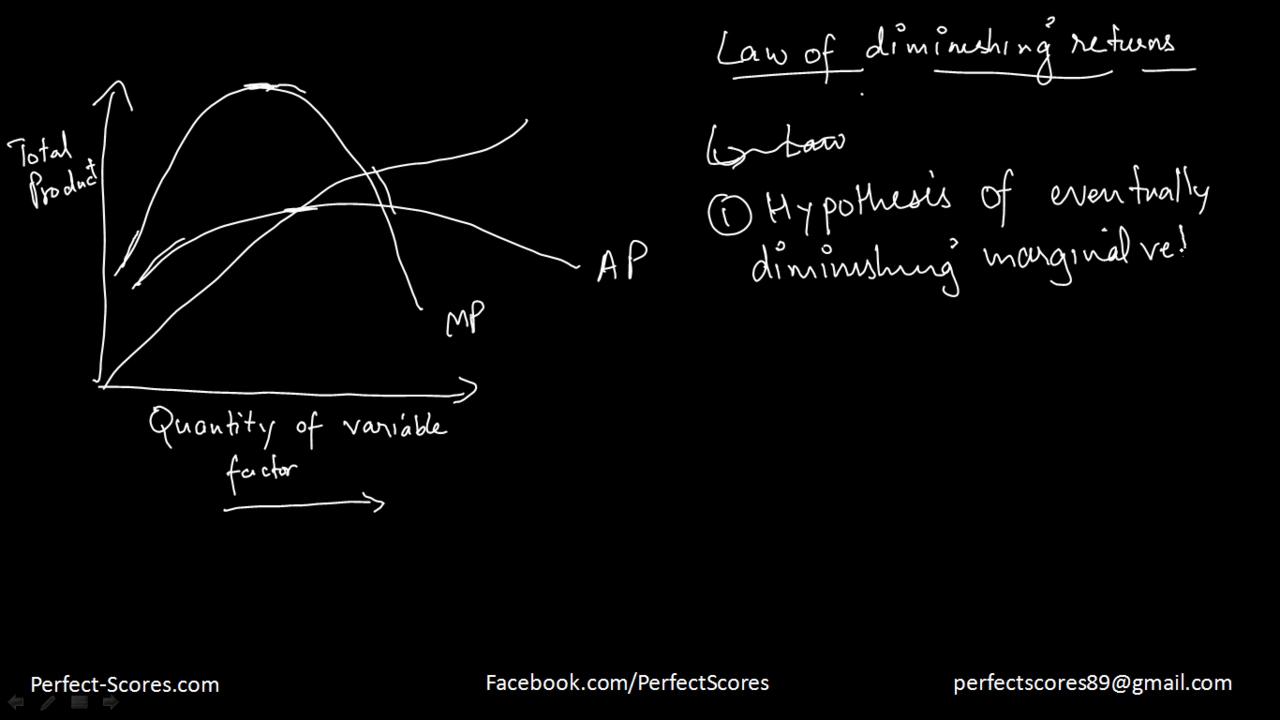 Law of diminishing returns
Total
Product
Law
① Hypothesis of eventually
diminishing marginal
AP
MP
Quantity of variable
factor
Perfect-Scores.com
Facebook.com/PerfectScores
perfectscores89@gmail.com